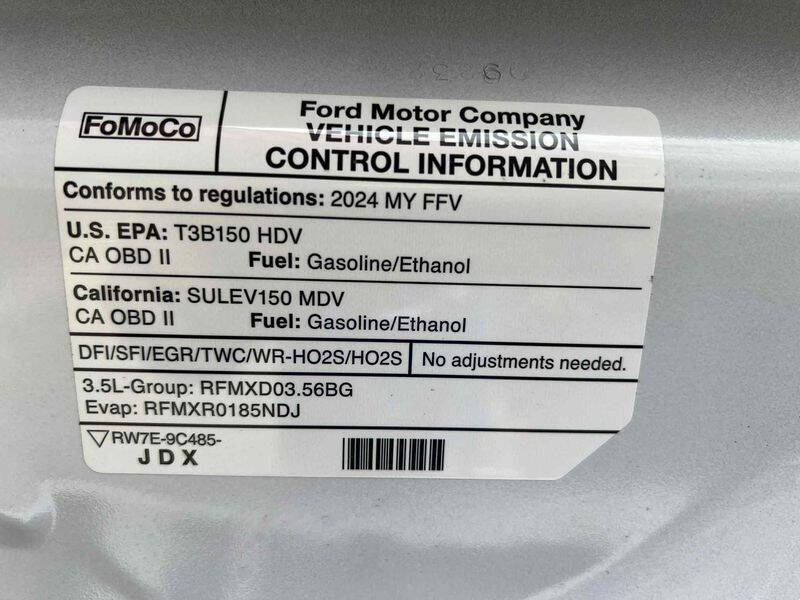 FoMoCo
Ford Motor Company
VEHICLE EMISSION
CONTROL INFORMATION
Conforms to regulations: 2024 MY FFV
U.S. EPA: T3B150 HDV
CA OBD II Fuel: Gasoline/Ethanol
California: SULEV150 MDV
CA OBD II Fuel: Gasoline/Ethanol
DFI/SFI/EGR/TWC/WR-HO2S/HO2S No adjustments needed.
3.5L-Group: RFMXD03.56BG
Evap: RFMXR0185NDJ
RW7E-9C485-
JDX